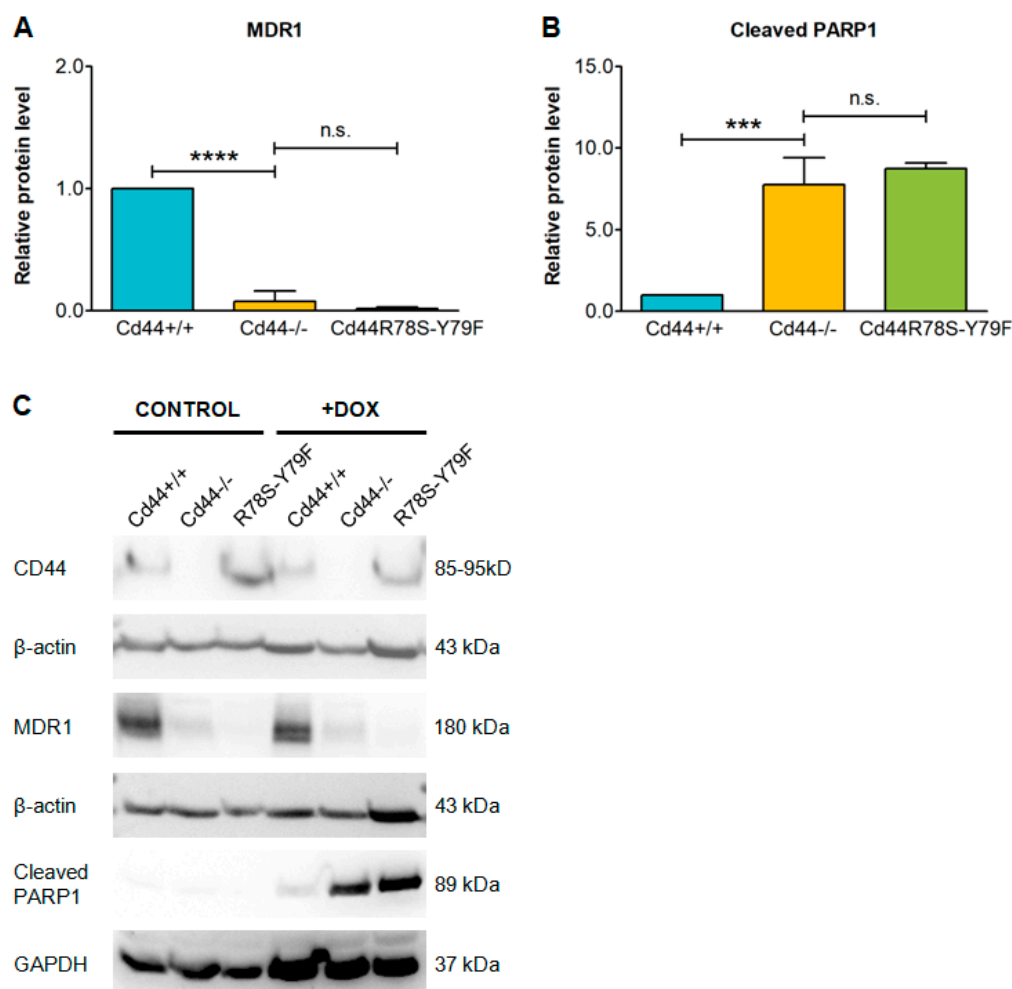 A
MDR1
Relative protein level
2.0
1.0
0.0
****
n.s.
Cd44+/+
Cd44-/-
Cd44R78S-Y79F
B
Cleaved PARP1
Relative protein level
15.0
10.0
5.0
0.0
***
n.s.
Cd44+/+
Cd44-/-
Cd44R78S-Y79F
C
CONTROL
+DOX
Cd44+/+
Cd44-/-
R78S-Y79F
Cd44+/+
Cd44-/-
R78S-Y79F
CD44
85-95kD
β-actin
43 kDa
MDR1
180 kDa
β-actin
43 kDa
Cleaved
PARP1
89 kDa
GAPDH
37 kDa